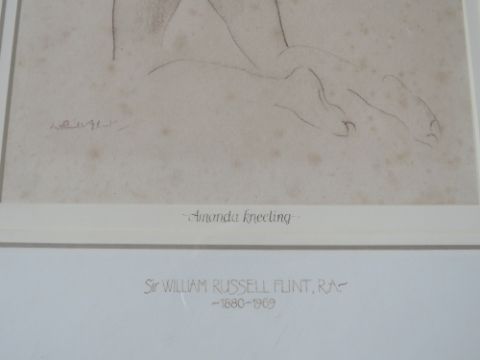 ~Amanda kneeling~
Sir WILLIAM RUSSELL FLINT, R.A.~
~1880-1969